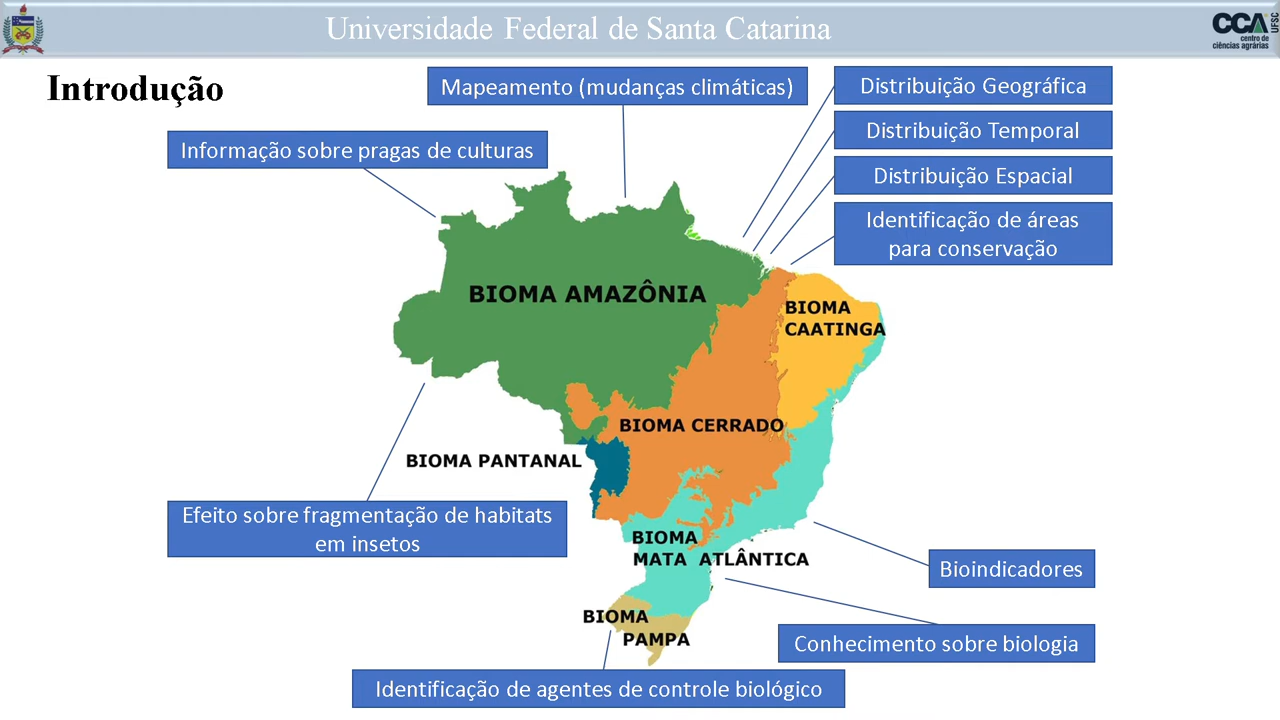 Universidade Federal de Santa Catarina
CCA
UFSC
centro de
ciências agrárias
Introdução
Mapeamento (mudanças climáticas)
Distribuição Geográfica
Distribuição Temporal
Distribuição Espacial
Identificação de áreas
para conservação
Informação sobre pragas de culturas
BIOMA AMAZÔNIA
BIOMA
CAATINGA
BIOMA CERRADO
BIOMA PANTANAL
Efeito sobre fragmentação de habitats
em insetos
BIOMA
MATA ATLÂNTICA
Bioindicadores
BIOMA
PAMPA
Conhecimento sobre biologia
Identificação de agentes de controle biológico